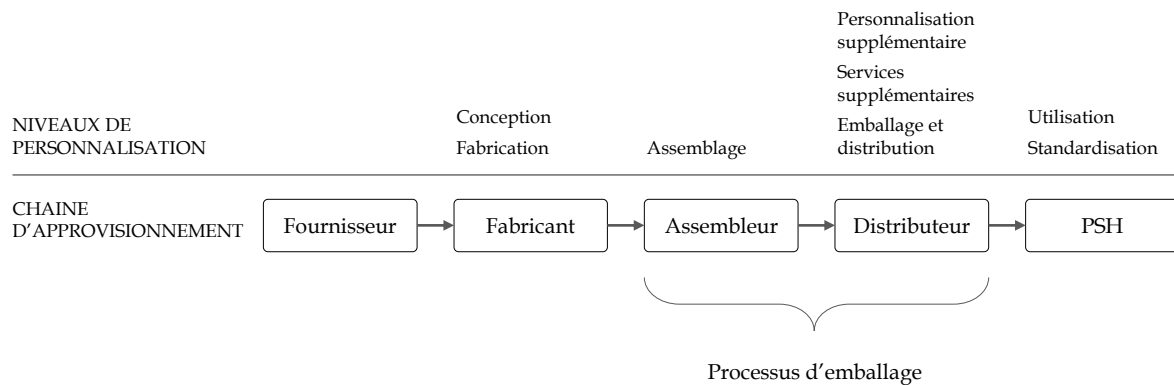 Personnalisation
supplémentaire
Services
supplémentaires
NIVEAUX DE
PERSONNALISATION
Conception
Fabrication
Assemblage
Emballage et
distribution
Utilisation
Standardisation
CHAINE
D'APPROVISIONNEMENT
Fournisseur
Fabricant
Assembleur
Distributeur
PSH
Processus d'emballage